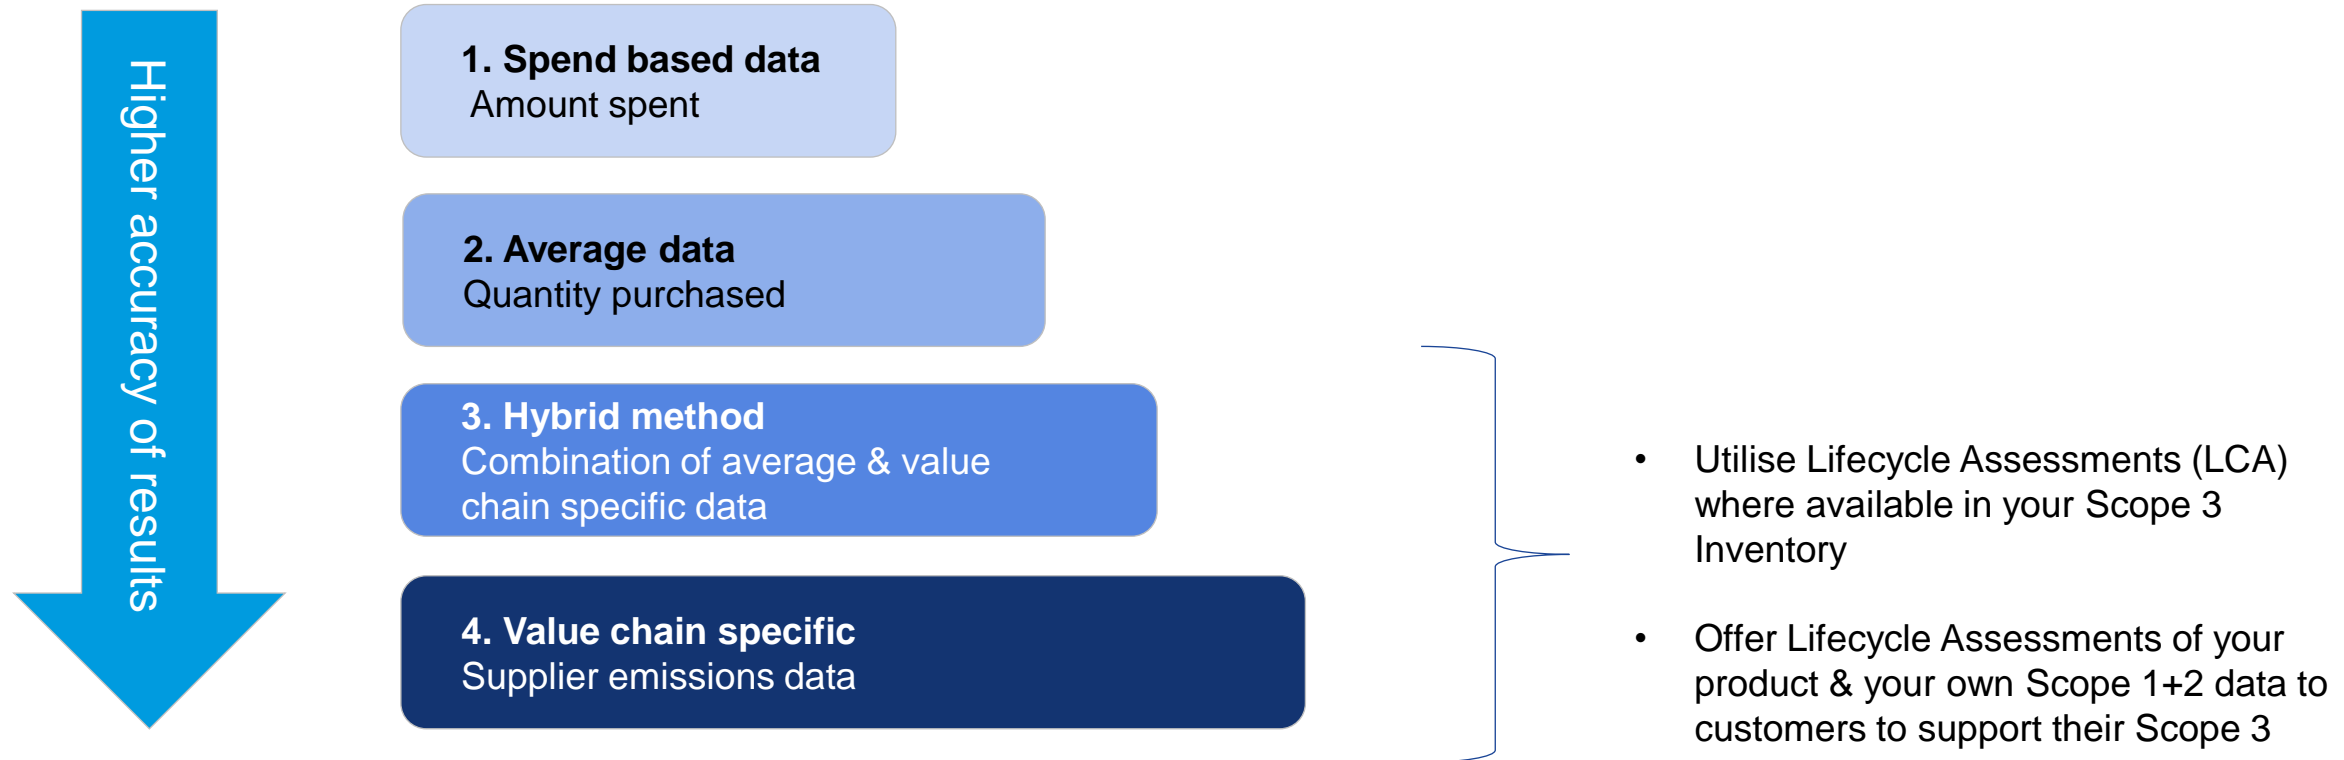 Higher accuracy of results
1. Spend based data
Amount spent
2. Average data
Quantity purchased
3. Hybrid method
Combination of average & value
chain specific data
4. Value chain specific
Supplier emissions data
• Utilise Lifecycle Assessments (LCA)
where available in your Scope 3
Inventory
• Offer Lifecycle Assessments of your
product & your own Scope 1+2 data to
customers to support their Scope 3